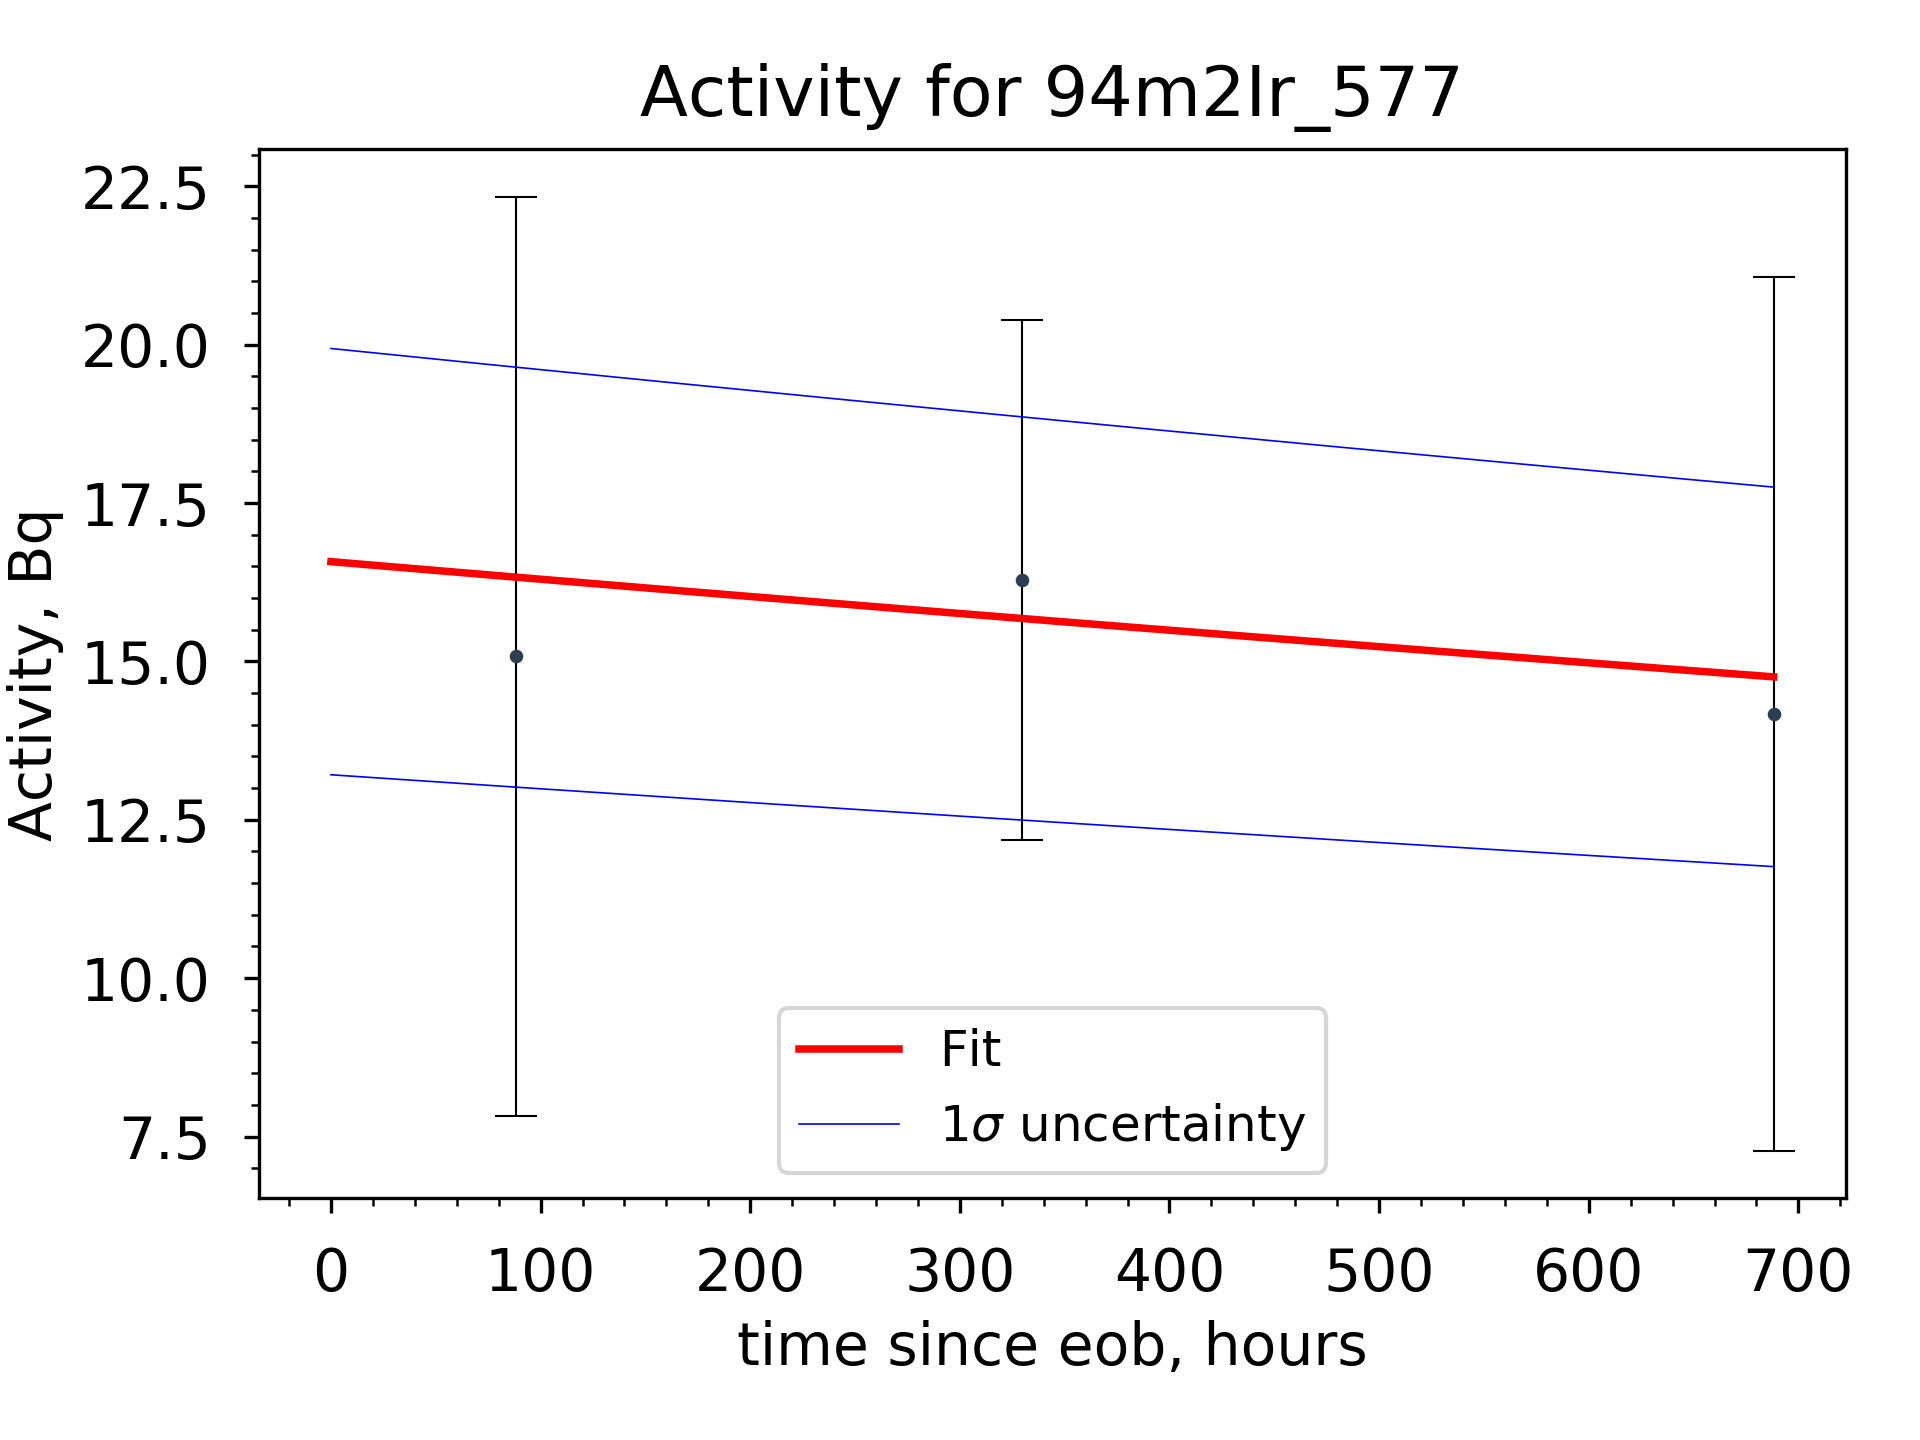 Activity for 94m2Ir_577
22.5
20.0
17.5
15.0
12.5
10.0
7.5
Activity, Bq
Fit
1σ uncertainty
0 100 200 300 400 500 600 700
time since eob, hours